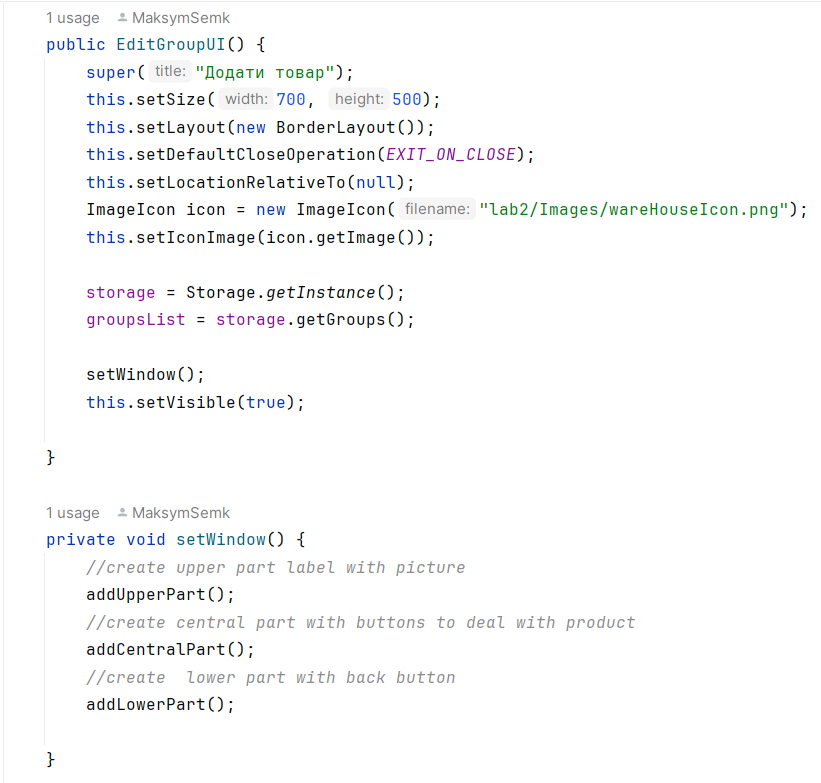 1 usage MaksymSemk
public EditGroupUI() {
super( title: "Додати товар");
this.setSize( width: 700, height: 500);
this.setLayout(new BorderLayout());
this.setDefaultCloseOperation(EXIT_ON_CLOSE);
this.setLocationRelativeTo(null);
ImageIcon icon = new ImageIcon( filename: "lab2/Images/wareHouseIcon.png");
this.setIconImage(icon.getImage());
storage = Storage.getInstance();
groupsList = storage.getGroups();
setWindow();
this.setVisible(true);
}
1 usage MaksymSemk
private void setWindow() {
//create upper part label with picture
addUpperPart();
//create central part with buttons to deal with product
addCentralPart();
//create  lower part with back button
addLowerPart();
}